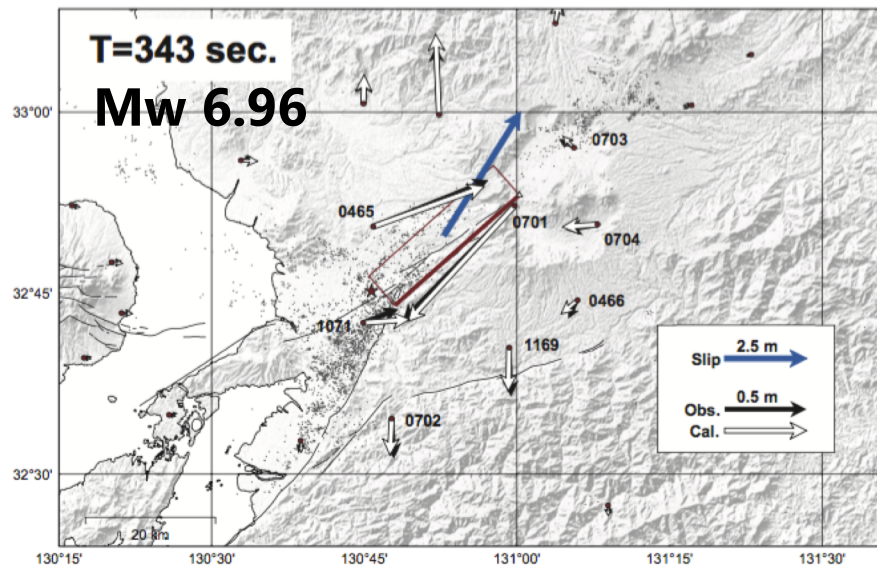 T=343 sec.
Mw 6.96
33°00'
0703
0465
0701
0704
32°45'
0466
1071
1169
2.5 m
Slip
0.5 m
Obs.
Cal.
0702
32°30'
20 km
130°15' 130°30' 130°45' 131°00' 131°15' 131°30'